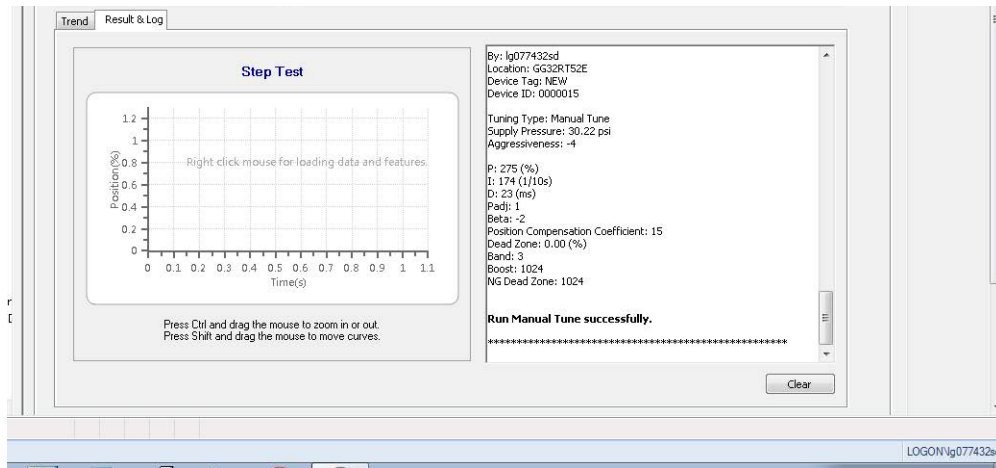 Trend
Result & Log
Step Test
1.2
1
0.8
0.6
0.4
0.2
0
Position(%)
Right click mouse for loading data and features.
0 0.1 0.2 0.3 0.4 0.5 0.6 0.7 0.8 0.9 1 1.1
Time(s)
Press Ctrl and drag the mouse to zoom in or out.
Press Shift and drag the mouse to move curves.
By: lg077432sd
Location: GG32RT52E
Device Tag: NEW
Device ID: 0000015
Tuning Type: Manual Tune
Supply Pressure: 30.22 psi
Aggressiveness: -4
P: 275 (%)
I: 174 (1/10s)
D: 23 (ms)
Padj: 1
Beta: -2
Position Compensation Coefficient: 15
Dead Zone: 0.00 (%)
Band: 3
Boost: 1024
NG Dead Zone: 1024
Run Manual Tune successfully.
****************************************************
Clear
LOGON\lg077432s